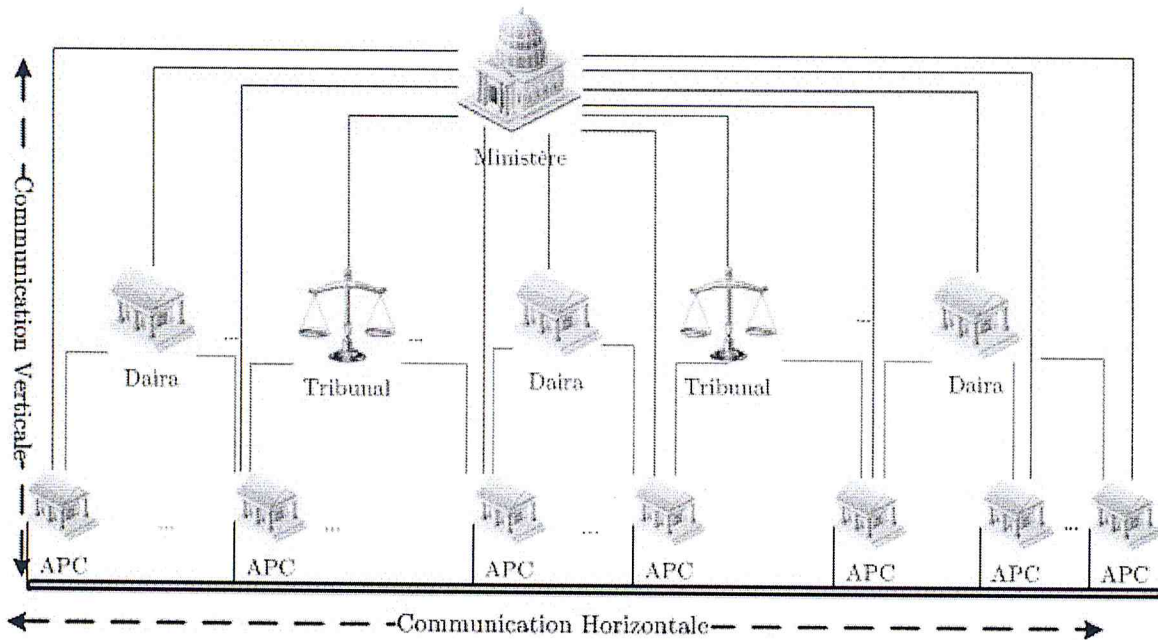 Ministère
Communication Verticale
...
...
...
Daira
Tribunal
Daira
Tribunal
Daira
...
...
...
...
APC
APC
APC
APC
APC
APC
APC
Communication Horizontale